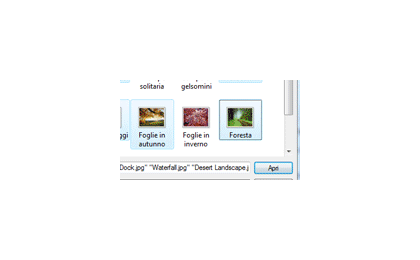 solitaria gelsomini
ggi Foglie in autunno Foglie in inverno Foresta
Dock.jpg" "Waterfall.jpg" "Desert Landscape.j Apri